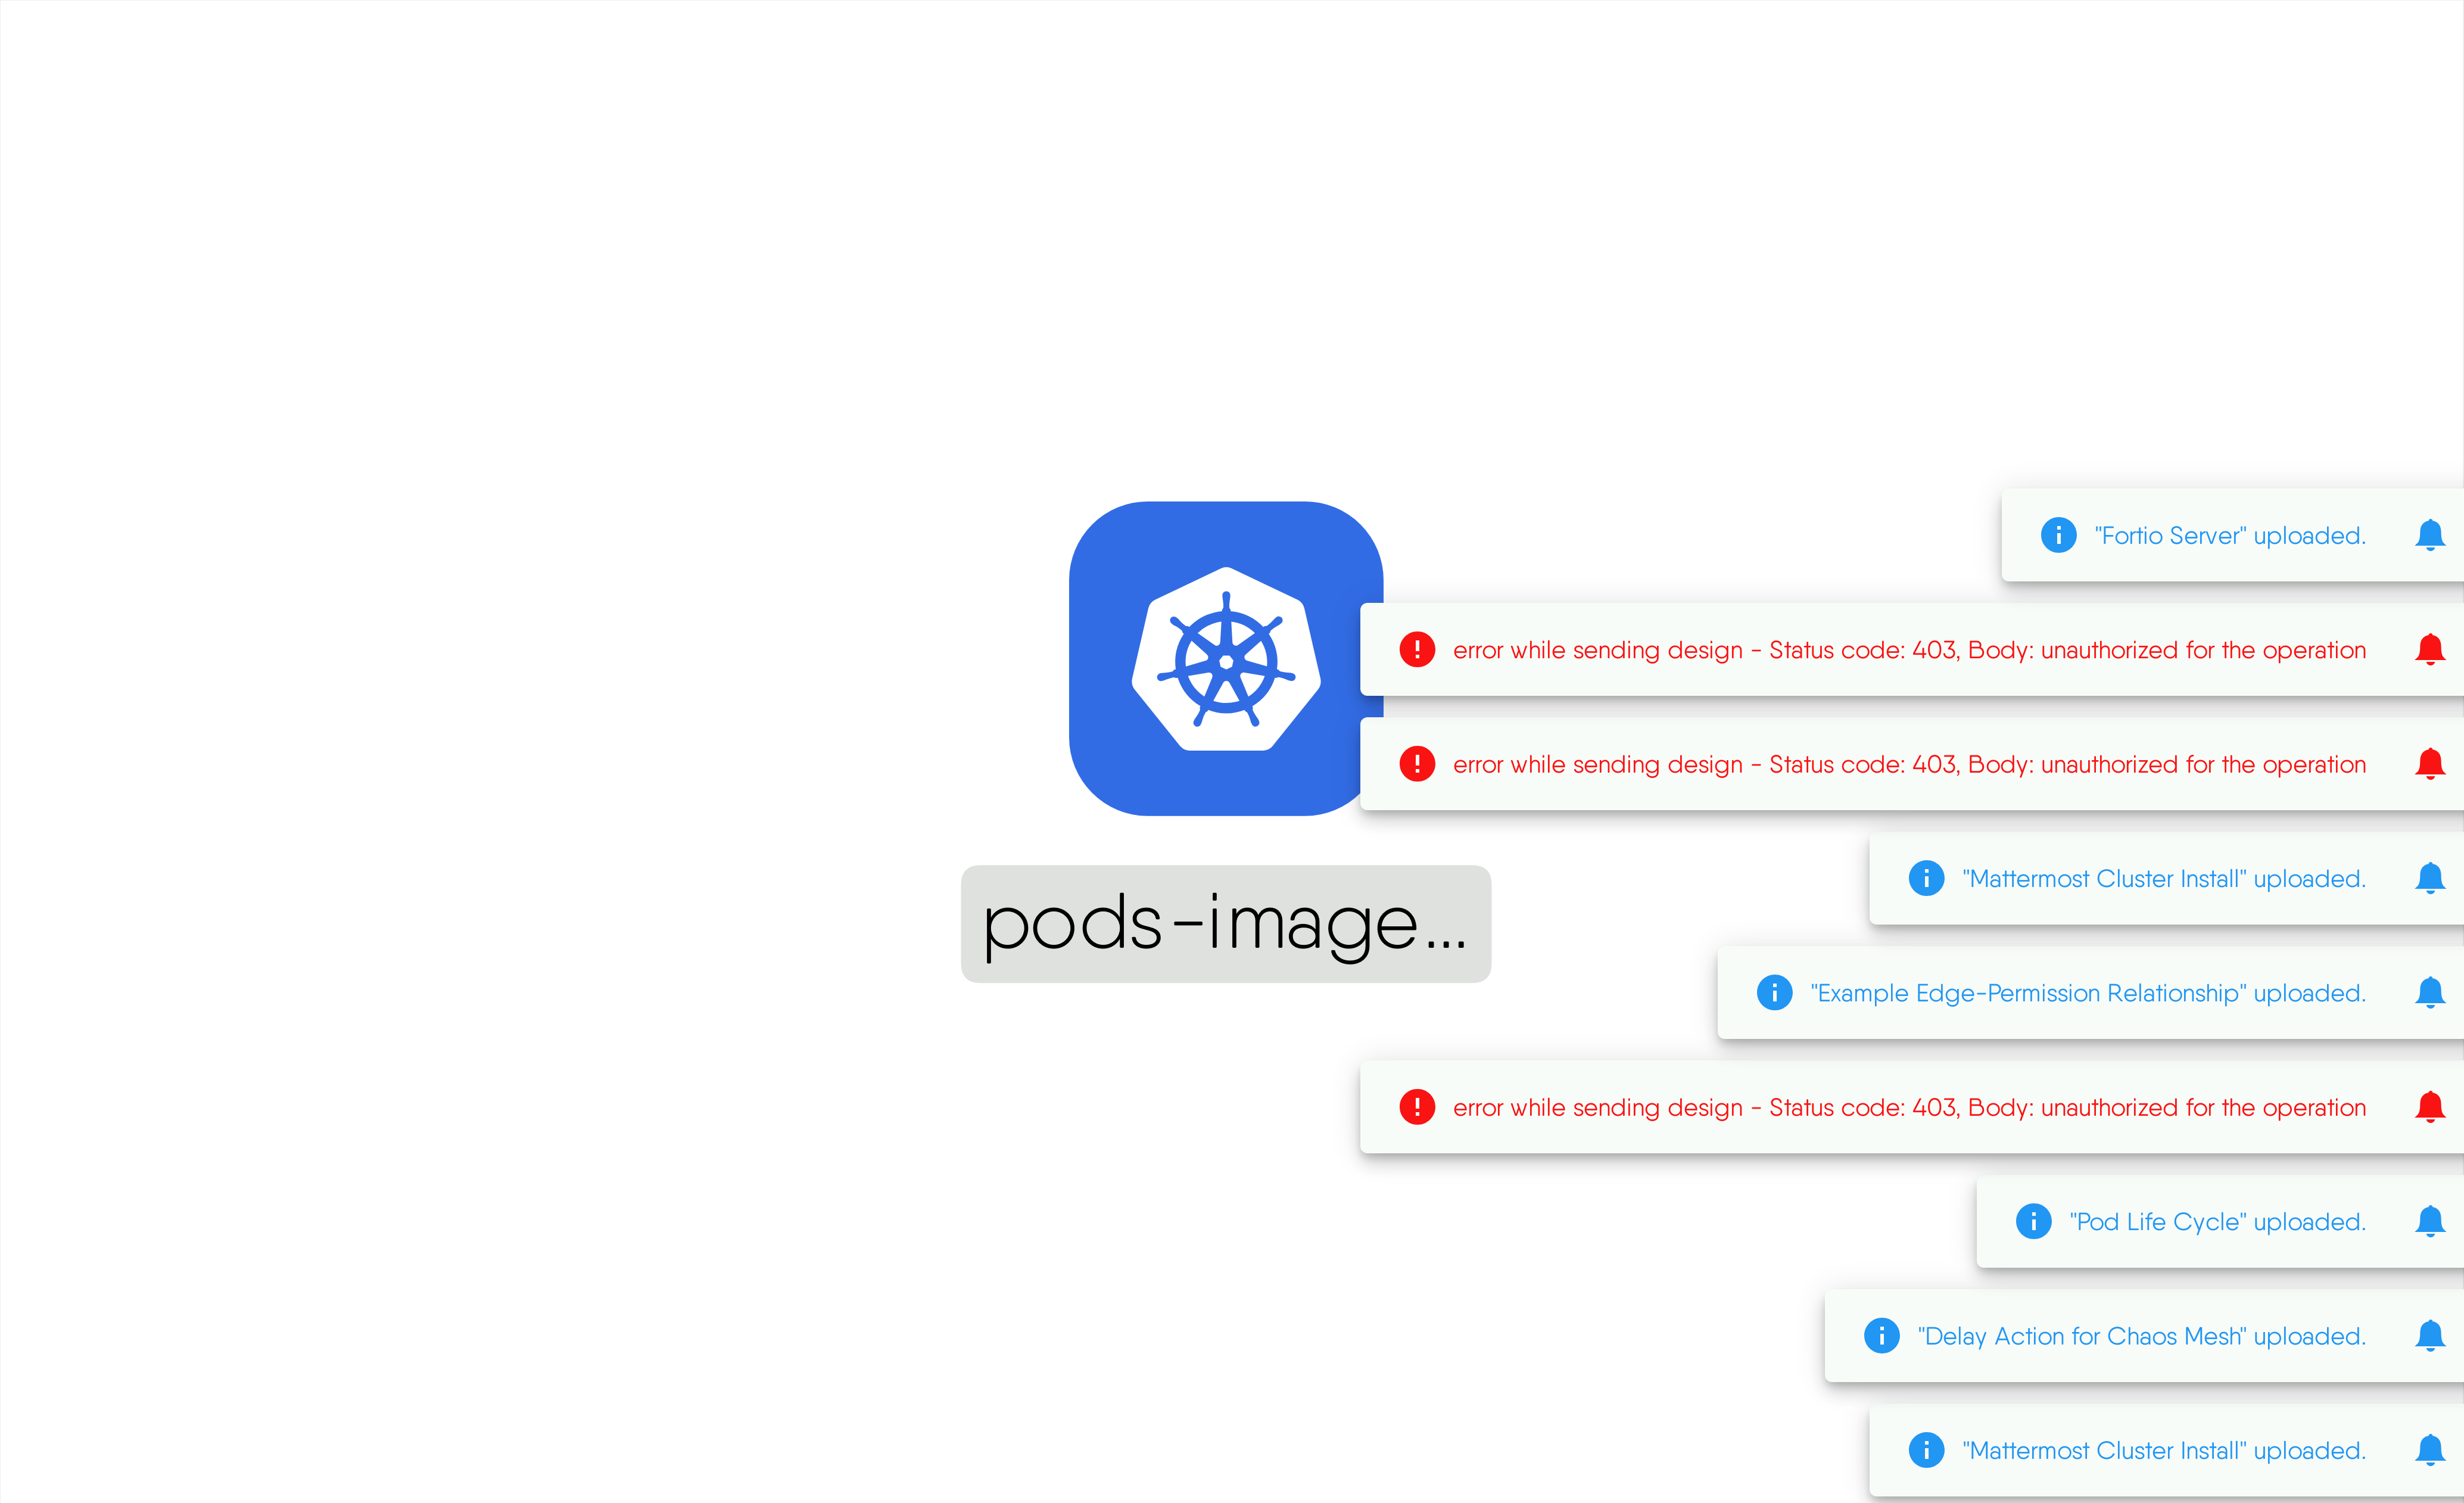 "Fortio Server" uploaded.
error while sending design - Status code: 403, Body: unauthorized for the operation
error while sending design - Status code: 403, Body: unauthorized for the operation
"Mattermost Cluster Install" uploaded.
pods-image...
"Example Edge-Permission Relationship" uploaded.
error while sending design - Status code: 403, Body: unauthorized for the operation
"Pod Life Cycle" uploaded.
"Delay Action for Chaos Mesh" uploaded.
"Mattermost Cluster Install" uploaded.